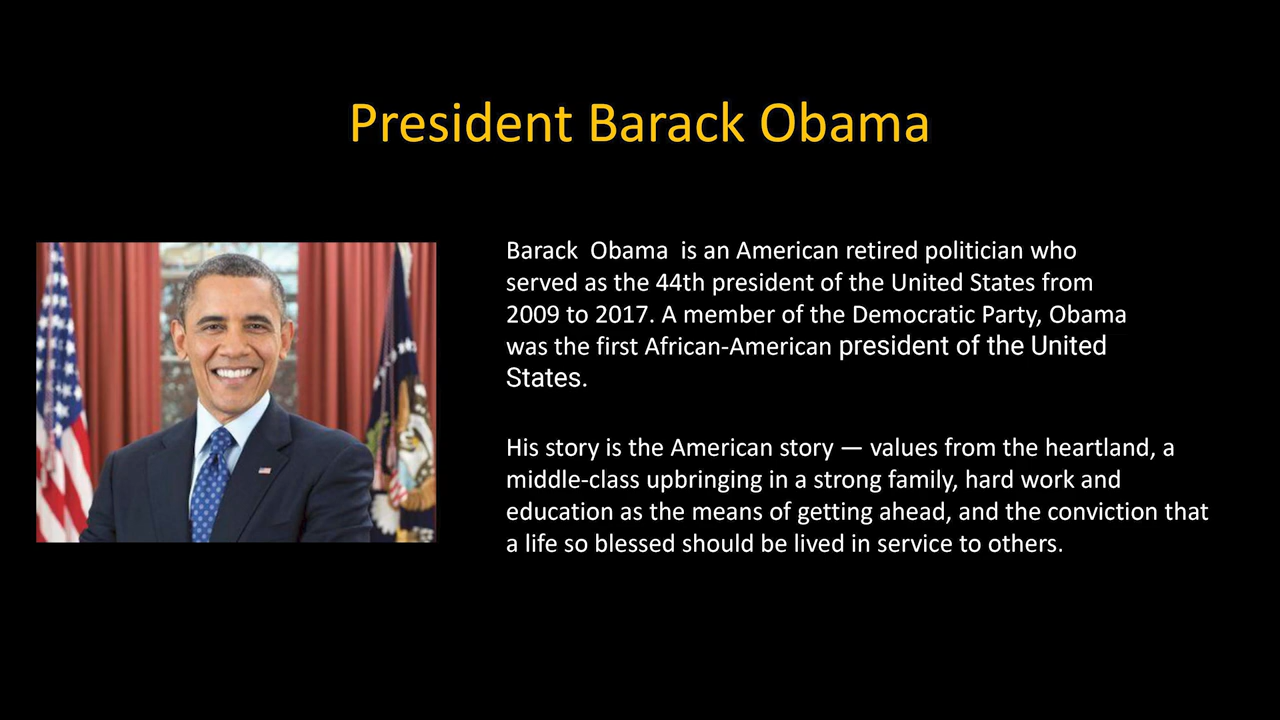 President Barack Obama
Barack  Obama  is an American retired politician who
served as the 44th president of the United States from
2009 to 2017. A member of the Democratic Party, Obama
was the first African-American president of the United
States.
His story is the American story — values from the heartland, a
middle-class upbringing in a strong family, hard work and
education as the means of getting ahead, and the conviction that
a life so blessed should be lived in service to others.